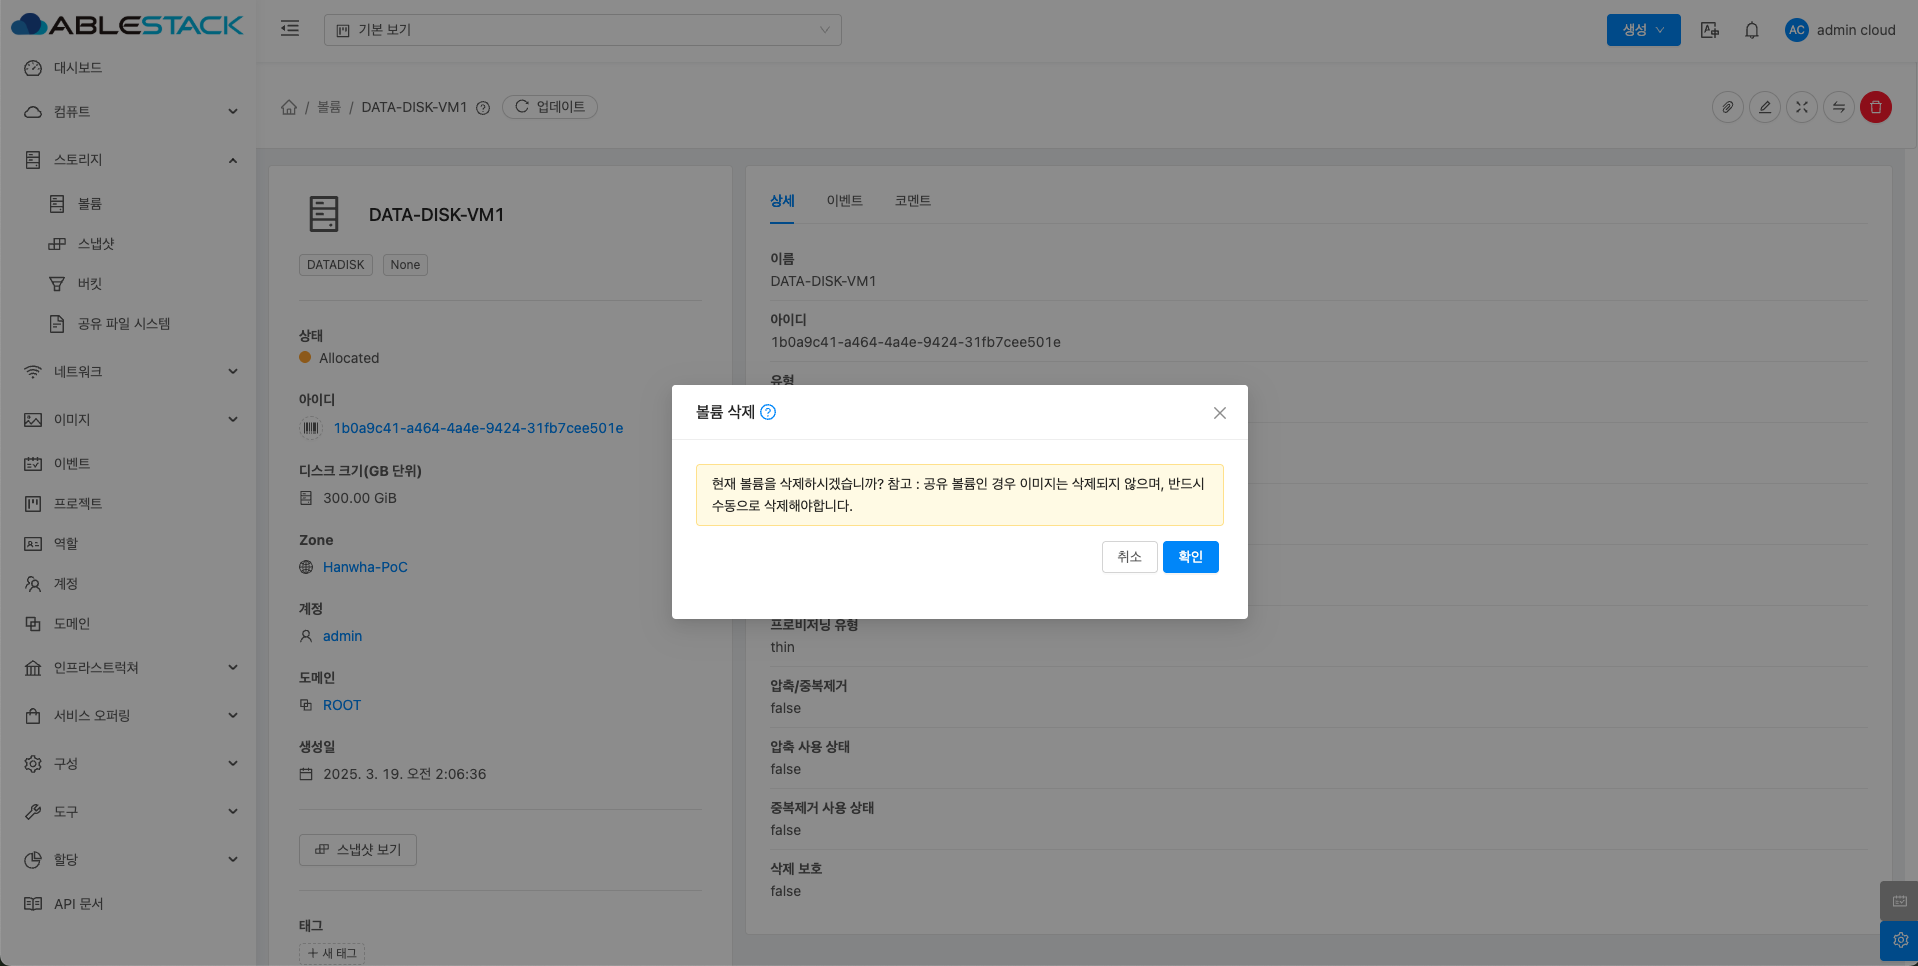 ABLESTACK
기본 보기
생성
AC
admin cloud
대시보드
컴퓨트
스토리지
볼륨
스냅샷
버킷
공유 파일 시스템
네트워크
이미지
이벤트
프로젝트
역할
계정
도메인
인프라스트럭쳐
서비스 오퍼링
구성
도구
할당
API 문서
/ 볼륨 / DATA-DISK-VM1
업데이트
DATA-DISK-VM1
DATADISK
None
상태
Allocated
아이디
1b0a9c41-a464-4a4e-9424-31fb7cee501e
디스크 크기(GB 단위)
300.00 GiB
Zone
Hanwha-PoC
계정
admin
도메인
ROOT
생성일
2025. 3. 19. 오전 2:06:36
스냅샷 보기
태그
+ 새 태그
상세
이벤트
코멘트
이름
DATA-DISK-VM1
아이디
1b0a9c41-a464-4a4e-9424-31fb7cee501e
유형
볼륨 삭제
현재 볼륨을 삭제하시겠습니까? 참고 : 공유 볼륨인 경우 이미지는 삭제되지 않으며, 반드시
수동으로 삭제해야합니다.
취소
확인
프로비저닝 유형
thin
압축/중복제거
false
압축 사용 상태
false
중복제거 사용 상태
false
삭제 보호
false